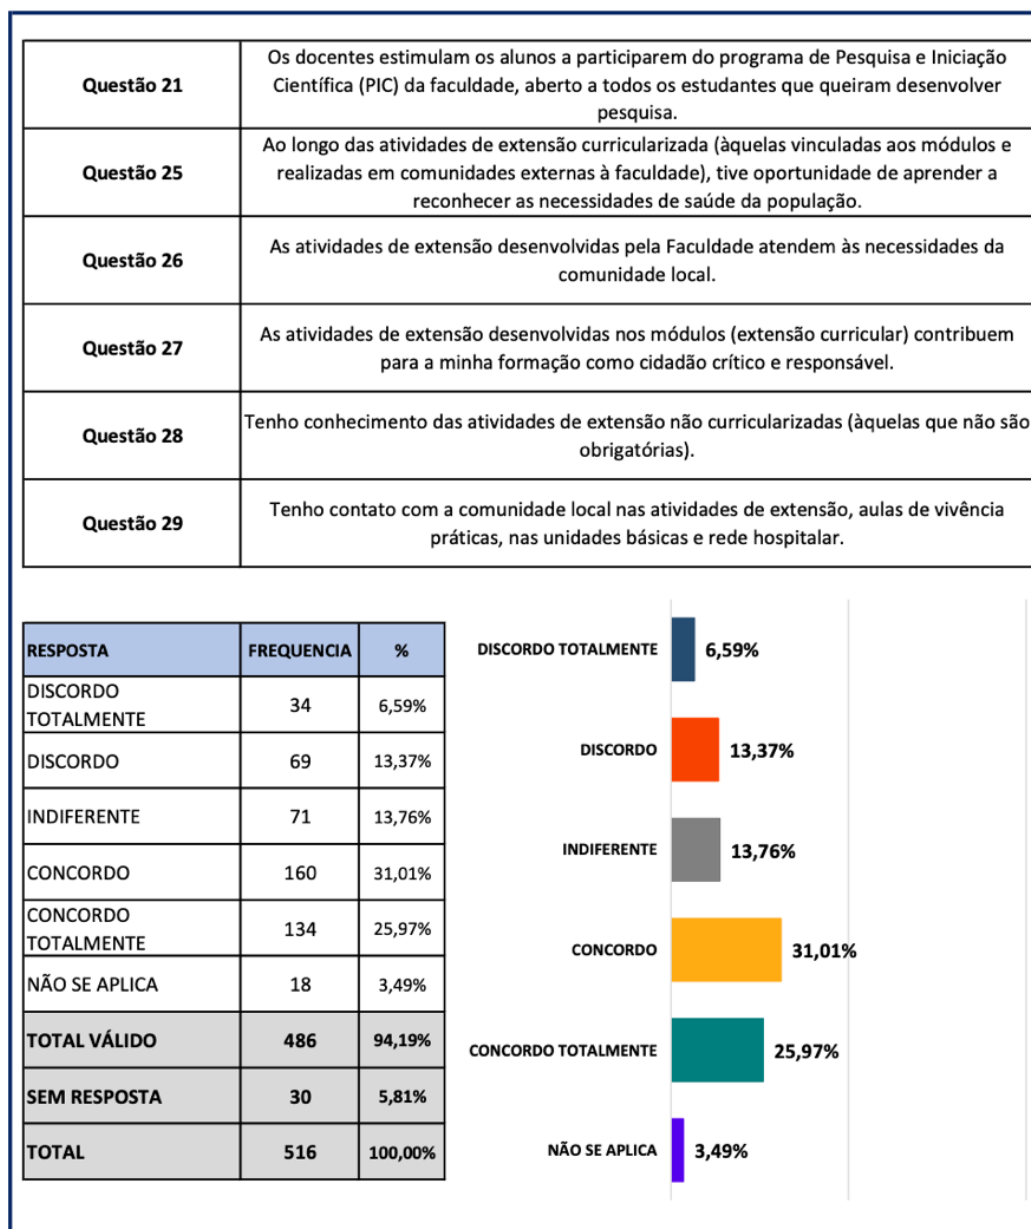 Questão 21
Os docentes estimulam os alunos a participarem do programa de Pesquisa e Iniciação
Científica (PIC) da faculdade, aberto a todos os estudantes que queiram desenvolver
pesquisa.
Questão 25
Ao longo das atividades de extensão curricularizada (àquelas vinculadas aos módulos e
realizadas em comunidades externas à faculdade), tive oportunidade de aprender a
reconhecer as necessidades de saúde da população.
Questão 26
As atividades de extensão desenvolvidas pela Faculdade atendem às necessidades da
comunidade local.
Questão 27
As atividades de extensão desenvolvidas nos módulos (extensão curricular) contribuem
para a minha formação como cidadão crítico e responsável.
Questão 28
Tenho conhecimento das atividades de extensão não curricularizadas (àquelas que não são
obrigatórias).
Questão 29
Tenho contato com a comunidade local nas atividades de extensão, aulas de vivência
práticas, nas unidades básicas e rede hospitalar.
RESPOSTA FREQUENCIA %
DISCORDO
TOTALMENTE 34 6,59%
DISCORDO 69 13,37%
INDIFERENTE 71 13,76%
CONCORDO 160 31,01%
CONCORDO
TOTALMENTE 134 25,97%
NÃO SE APLICA 18 3,49%
TOTAL VÁLIDO 486 94,19%
SEM RESPOSTA 30 5,81%
TOTAL 516 100,00%
DISCORDO TOTALMENTE 6,59%
DISCORDO 13,37%
INDIFERENTE 13,76%
CONCORDO 31,01%
CONCORDO TOTALMENTE 25,97%
NÃO SE APLICA 3,49%